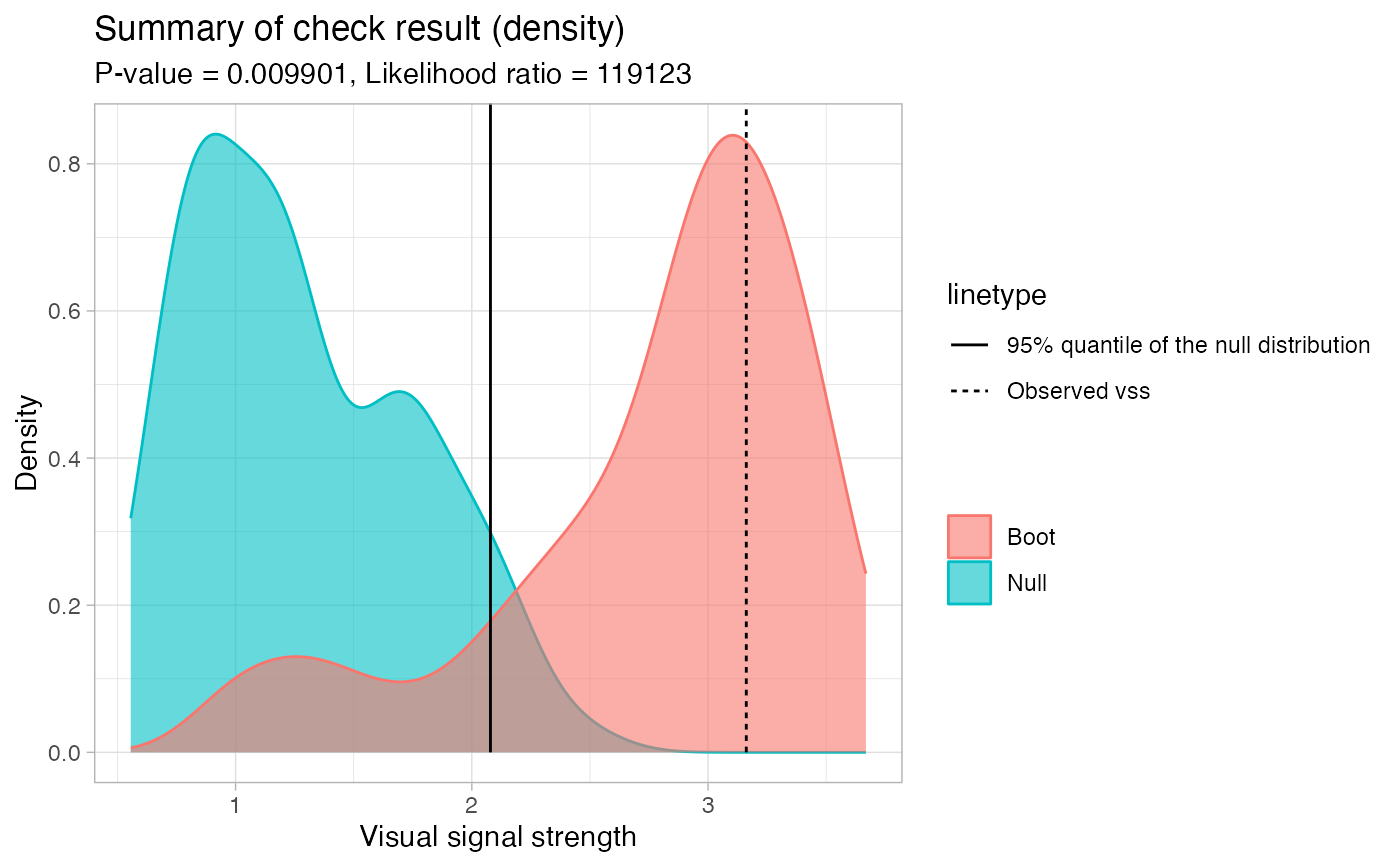 Summary of check result (density)
P-value = 0.009901, Likelihood ratio = 119123
Density
0.8
0.6
0.4
0.2
0.0
1
2
3
Visual signal strength
linetype
95% quantile of the null distribution
Observed vss
Boot
Null